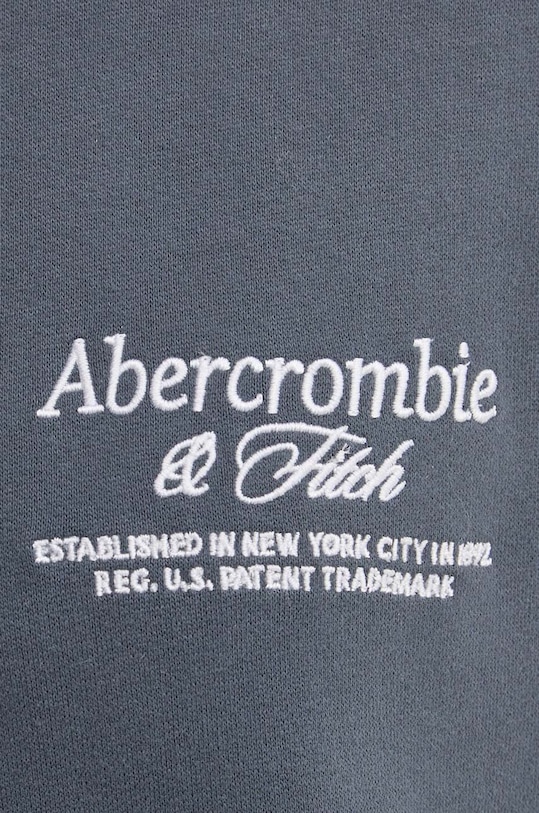 Abercrombie
& Fitch
ESTABLISHED IN NEW YORK CITY IN 1892
REG. U.S. PATENT TRADEMARK